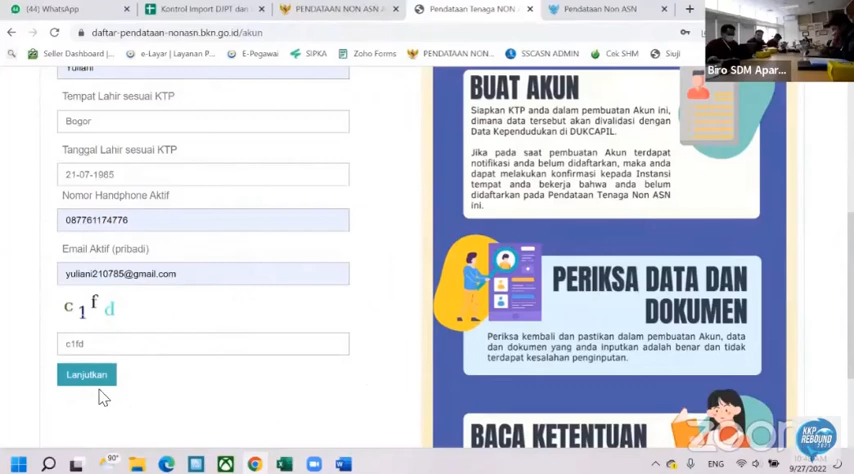 (44) WhatsApp
Kontrol Import DJPT dan
PENDATAAN NON ASN
Pendataan Tenaga NON
Pendataan Non ASN
daftar-pendataan-nonasn.bkn.go.id/akun
Seller Dashboard |...
e-Layar | Layanan P...
E-Pegawai
SIPKA
Zoho Forms
PENDATAAN NON...
SSCASN ADMIN
Cek SHM
Siuji
Biro SDM Apar...
Yuliani
Tempat Lahir sesuai KTP
Bogor
Tanggal Lahir sesuai KTP
21-07-1965
Nomor Handphone Aktif
087761174776
Email Aktif (pribadi)
yuliani210785@gmail.com
c1fd
c1fd
Lanjutkan
BUAT AKUN
Siapkan KTP anda dalam pembuatan Akun ini,
dimana data tersebut akan divalidasi dengan
Data Kependudukan di DUKCAPIL.
Jika pada saat pembuatan Akun terdapat
notifikasi anda belum didaftarkan, maka anda
dapat melakukan konfirmasi kepada Instansi
tempat anda bekerja bahwa anda belum
didaftarkan pada Pendataan Tenaga Non ASN
ini.
PERIKSA DATA DAN
DOKUMEN
Periksa kembali dan pastikan dalam pembuatan Akun, data
dan dokumen yang anda inputkan adalah benar dan tidak
terdapat kesalahan penginputan.
BACA KETENTUAN
zoom
KKP
REBOUND
90°
ENG
9/27/2022